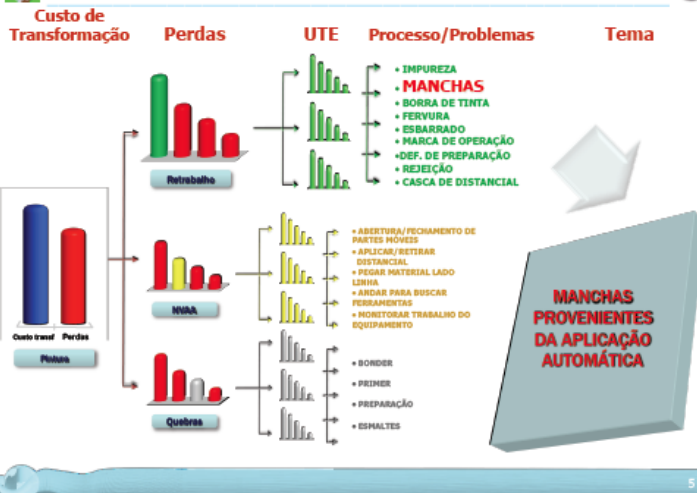 Custo de
Transformação
Perdas
UTE
Processo/Problemas
Tema
• IMPUREZA
• MANCHAS
• BORRA DE TINTA
• FERVURA
• ESBARRADO
• MARCA DE OPERAÇÃO
•DEF. DE PREPARAÇÃO
• REJEIÇÃO
• CASCA DE DISTANCIAL
Retrabalho
• ABERTURA/FECHAMENTO DE
PARTES MÓVEIS
• APLICAR/RETIRAR
DISTANCIAL
• PEGAR MATERIAL LADO
LINHA
• ANDAR PARA BUSCAR
FERRAMENTAS
• MONITORAR TRABALHO DO
EQUIPAMENTO
NVAA
Custo transf
Perdas
Pintura
• BONDER
• PRIMER
• PREPARAÇÃO
• ESMALTES
Quebras
MANCHAS
PROVENIENTES
DA APLICAÇÃO
AUTOMÁTICA
5